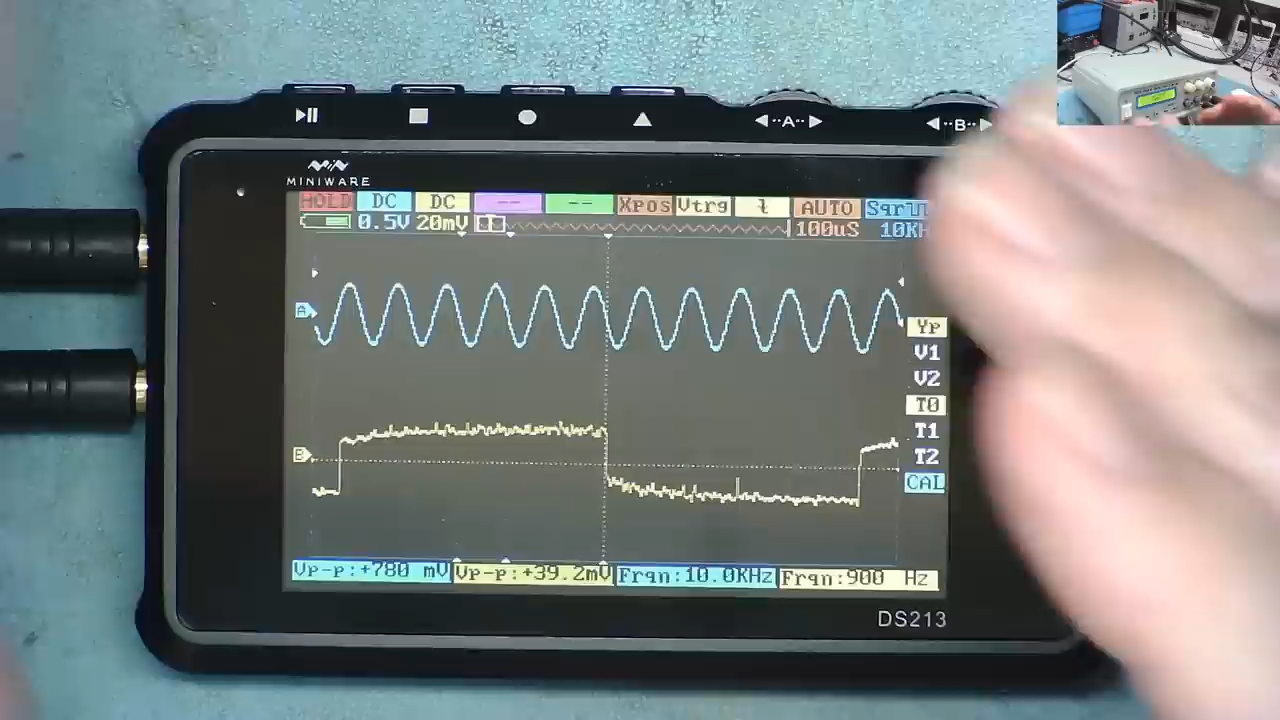 A
B
MINIWARE
HOLD DC DC -- -- Xpos Vtrg AUTO
0.5V 20mV 100uS
A
Yp
V1
V2
T0
T1
B
T2
CAL
Vp-p:+780 mV Vp-p:+39.2mV Frqn:10.0KHz Frqn:900 Hz
DS213